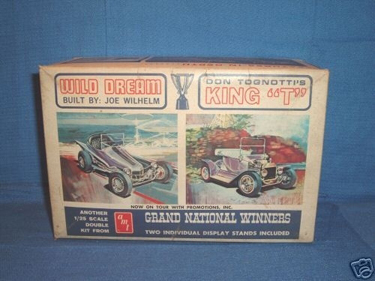 WILD DREAM
BUILT BY: JOE WILHELM
DON TOGNOTTI'S
KING "T"
NOW ON TOUR WITH PROMOTIONS, INC.
ANOTHER
1/25 SCALE
DOUBLE
KIT FROM
amt
GRAND NATIONAL WINNERS
TWO INDIVIDUAL DISPLAY STANDS INCLUDED